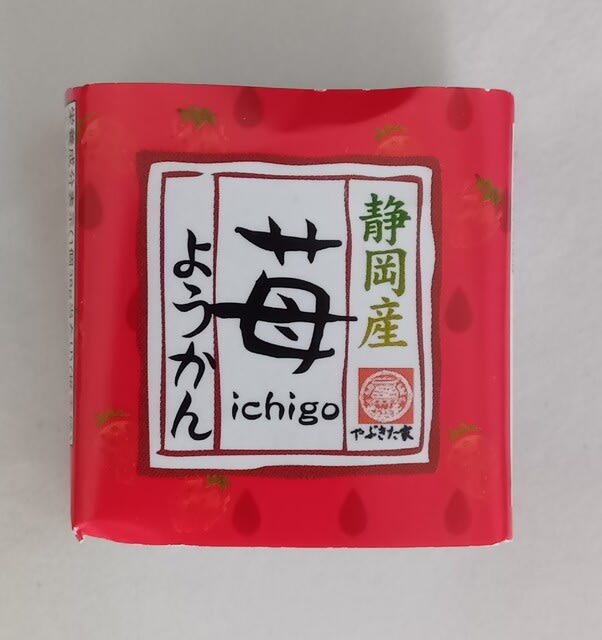 静岡産
やぶきた家
苺
ichigo
ようかん